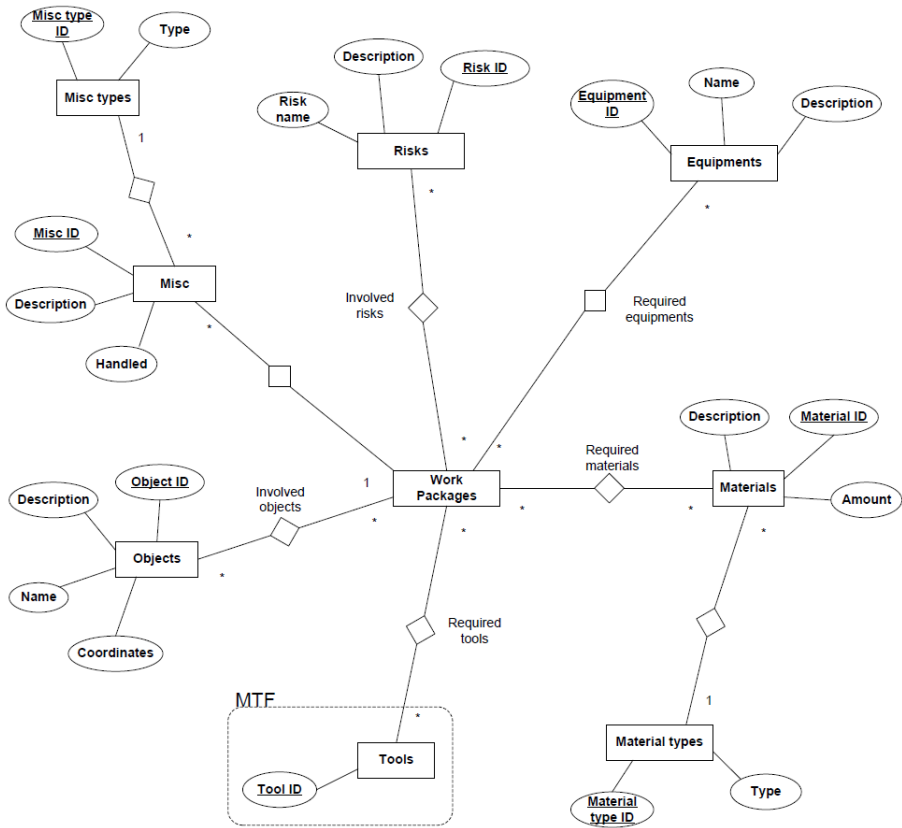 Misc type
ID
Type
Misc types
1
*
Misc ID
Description
Handled
Misc
*
Description
Risk ID
Risk
name
Risks
*
Involved
risks
*
Equipment
ID
Name
Description
Equipments
*
Required
equipments
*
Description
Material ID
Required
materials
Work
Packages
1
*
*
Materials
*
*
Amount
Involved
objects
Description
Object ID
Objects
*
Name
Coordinates
*
Required
tools
MTF
*
Tools
Tool ID
1
Material types
Material
type ID
Type